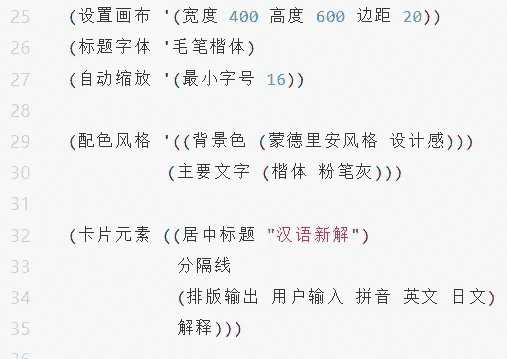 25 (设置画布 '(宽度 400 高度 600 边距 20))
26 (标题字体 '毛笔楷体)
27 (自动缩放 '(最小字号 16))
28
29 (配色风格 '((背景色 (蒙德里安风格 设计感)))
30 (主要文字 (楷体 粉笔灰)))
31
32 (卡片元素 ((居中标题 "汉语新解")
33 分隔线
34 (排版输出 用户输入 拼音 英文 日文)
35 解释)))